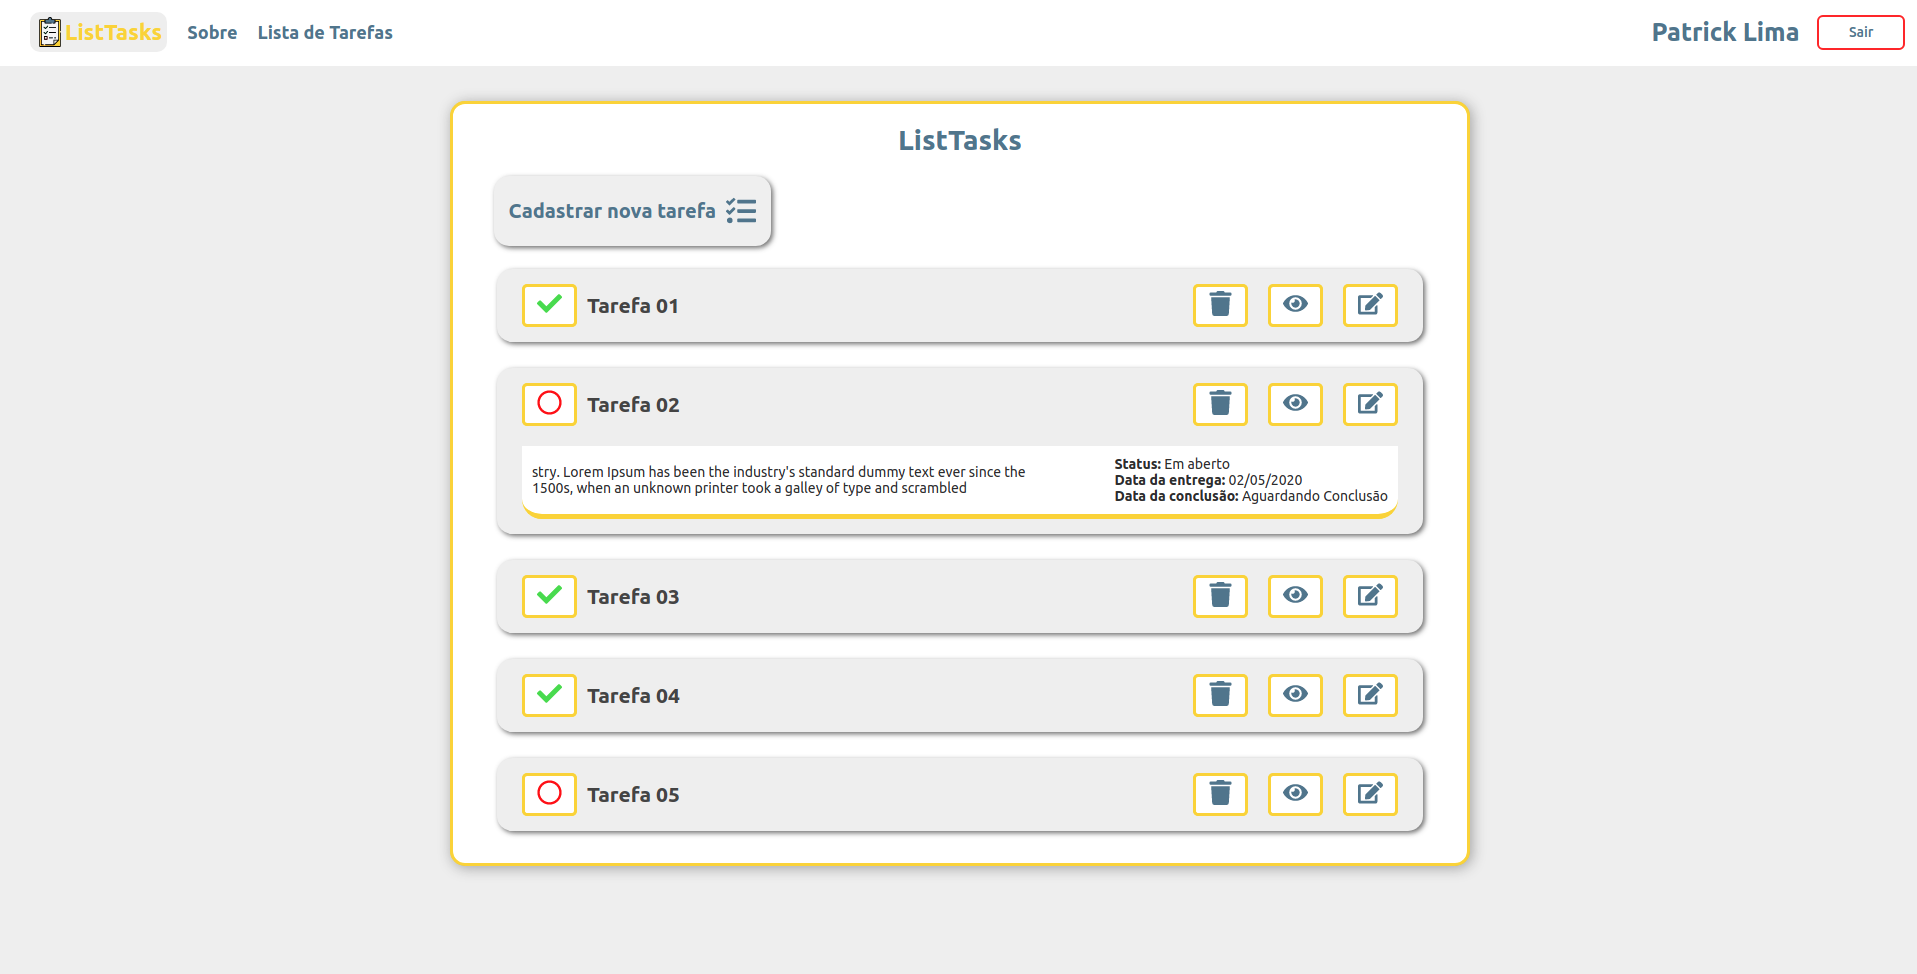 ListTasks
Sobre
Lista de Tarefas
Patrick Lima
Sair
ListTasks
Cadastrar nova tarefa
Tarefa 01
Tarefa 02
stry. Lorem Ipsum has been the industry's standard dummy text ever since the
1500s, when an unknown printer took a galley of type and scrambled
Status: Em aberto
Data da entrega: 02/05/2020
Data da conclusão: Aguardando Conclusão
Tarefa 03
Tarefa 04
Tarefa 05